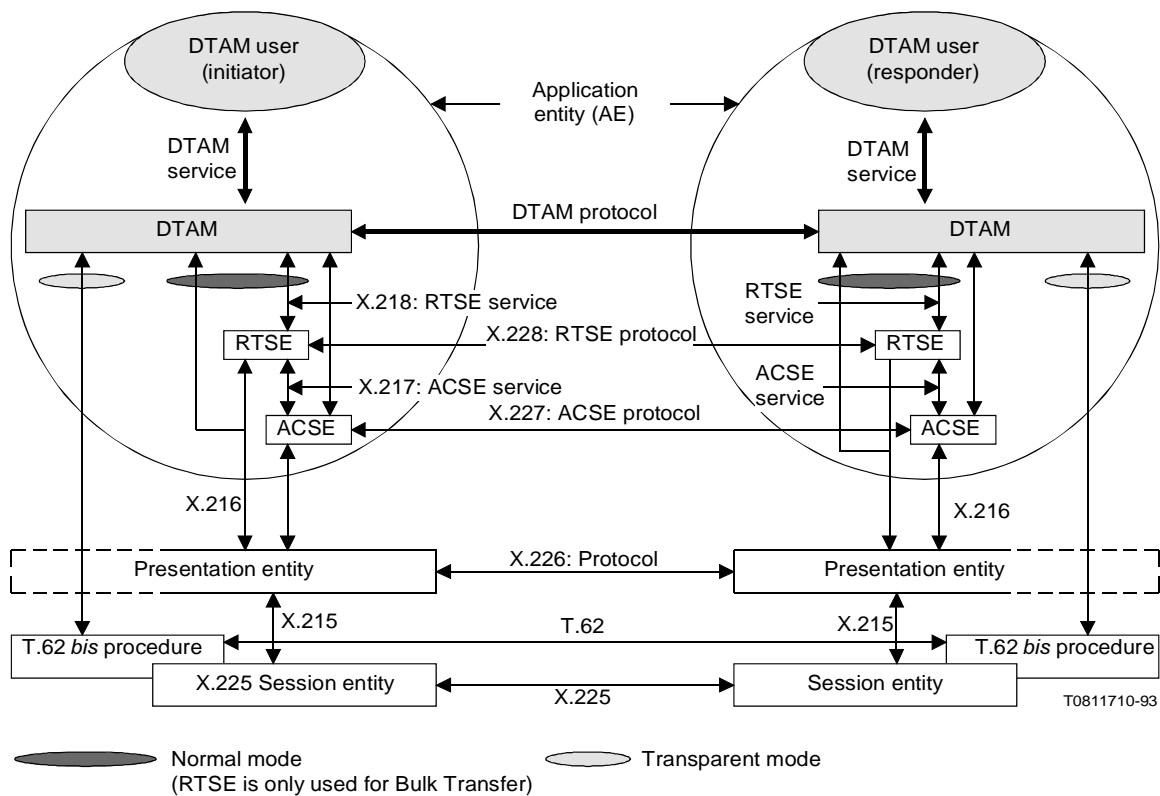 DTAM user
(initiator)
DTAM user
(responder)
Application
entity (AE)
DTAM
service
DTAM
service
DTAM protocol
DTAM
DTAM
X.218: RTSE service
RTSE
service
X.228: RTSE protocol
RTSE
RTSE
X.217: ACSE service
ACSE
service
X.227: ACSE protocol
ACSE
ACSE
X.216
X.216
X.226: Protocol
Presentation entity
Presentation entity
X.215
T.62
X.215
T.62 bis procedure
T.62 bis procedure
X.225 Session entity
X.225
Session entity
T0811710-93
Normal mode
(RTSE is only used for Bulk Transfer)
Transparent mode